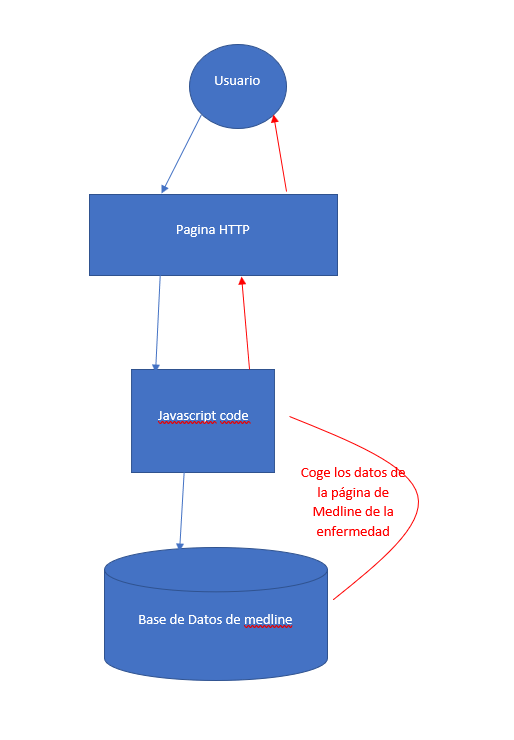 Usuario
Pagina HTTP
Javascript code
Coge los datos de
la página de
Medline de la
enfermedad
Base de Datos de medline